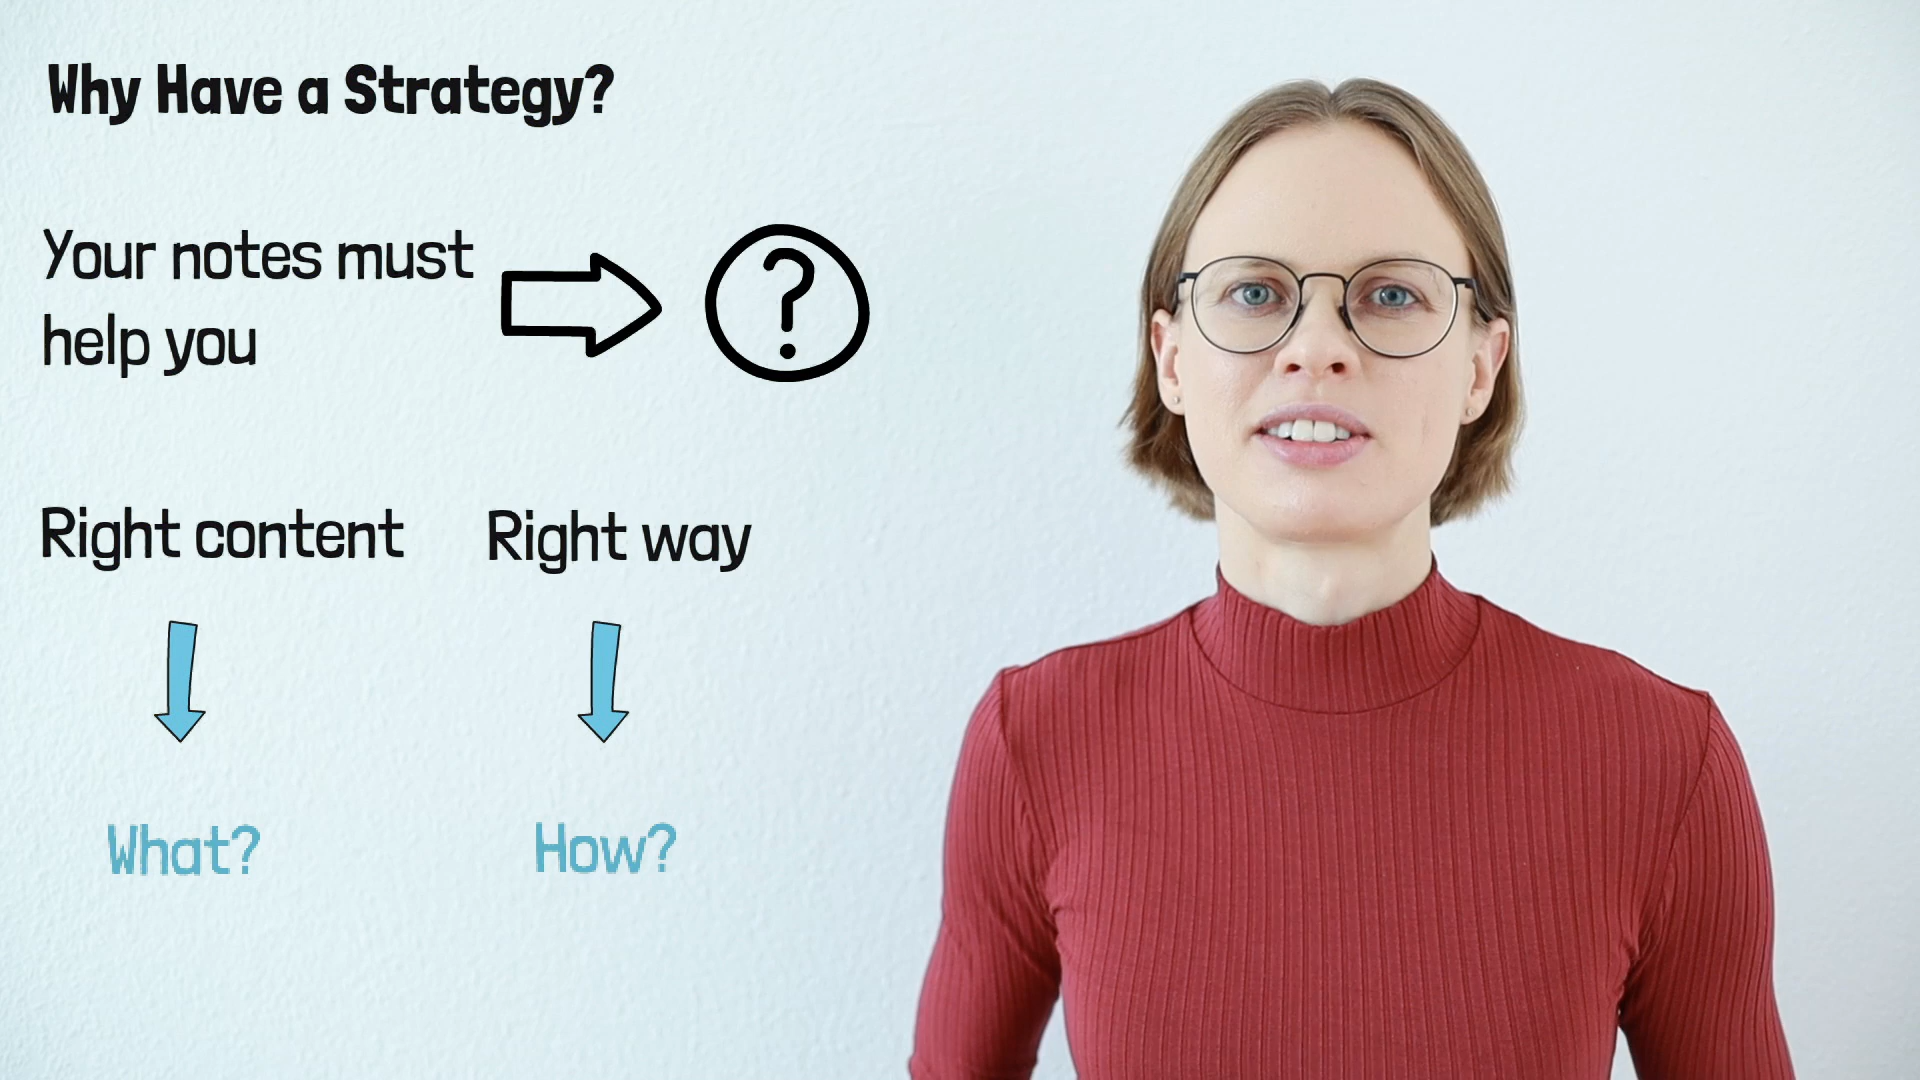 Why Have a Strategy?
Your notes must
help you
?
Right content
Right way
What?
How?